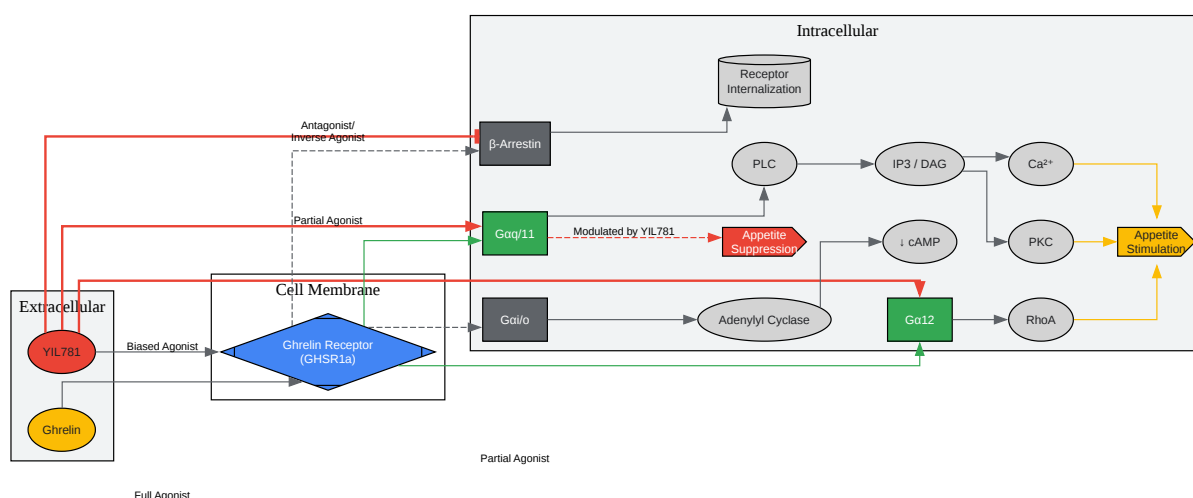 Intracellular
Receptor
Internalization
Antagonist/
Inverse Agonist
β-Arrestin
PLC
IP3 / DAG
Ca²⁺
Partial Agonist
Gαq/11
Modulated by YIL781
Appetite
Suppression
↓ cAMP
PKC
Appetite
Stimulation
Cell Membrane
Extracellular
Gαi/o
Adenylyl Cyclase
Gα12
RhoA
YIL781
Biased Agonist
Ghrelin Receptor
(GHSR1a)
Ghrelin
Partial Agonist
Full Agonist